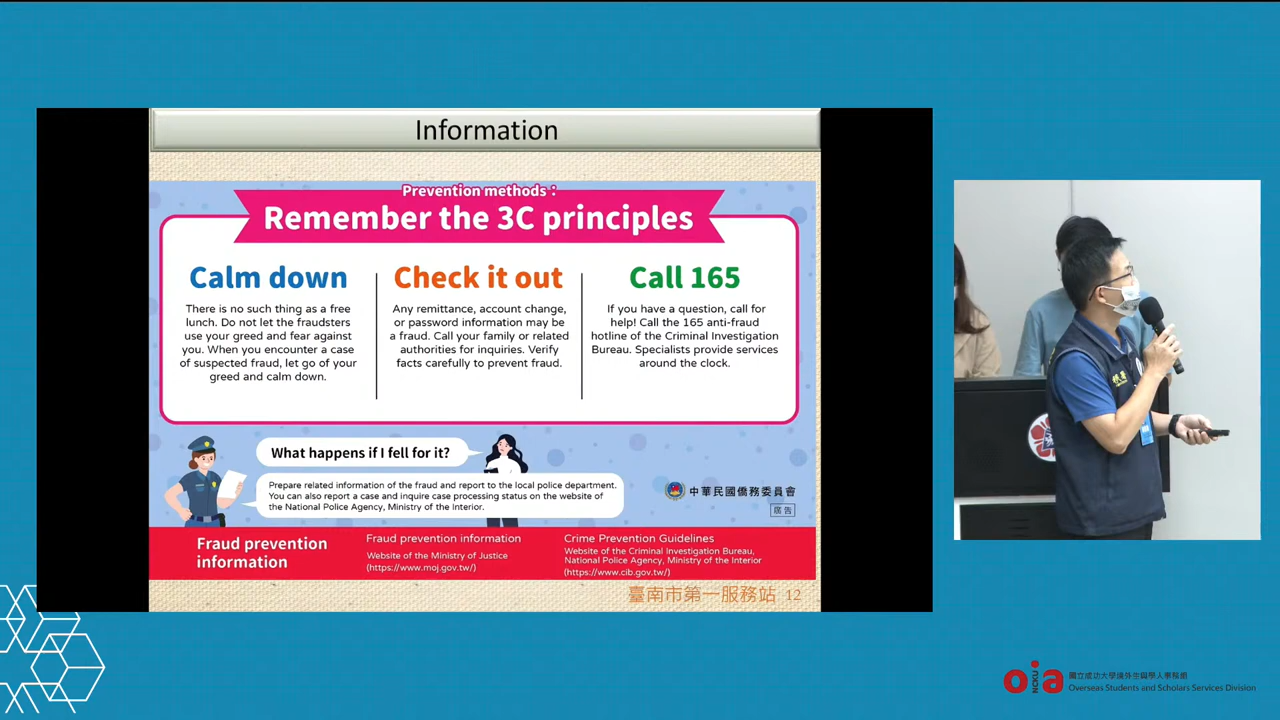 Information
Prevention methods：
Remember the 3C principles
Calm down
There is no such thing as a free
lunch. Do not let the fraudsters
use your greed and fear against
you. When you encounter a case
of suspected fraud, let go of your
greed and calm down.
Check it out
Any remittance, account change,
or password information may be
a fraud. Call your family or related
authorities for inquiries. Verify
facts carefully to prevent fraud.
Call 165
If you have a question, call for
help! Call the 165 anti-fraud
hotline of the Criminal Investigation
Bureau. Specialists provide services
around the clock.
What happens if I fell for it?
Prepare related information of the fraud and report to the local police department.
You can also report a case and inquire case processing status on the website of
the National Police Agency, Ministry of the Interior.
中華民國僑務委員會
廣告
Fraud prevention
information
Fraud prevention information
Website of the Ministry of Justice
(https://www.moj.gov.tw/)
Crime Prevention Guidelines
Website of the Criminal Investigation Bureau,
National Police Agency, Ministry of the Interior
(https://www.cib.gov.tw/)
臺南市第一服務站 12
NCKU
oia
國立成功大學境外生與學人事務組
Overseas Students and Scholars Services Division